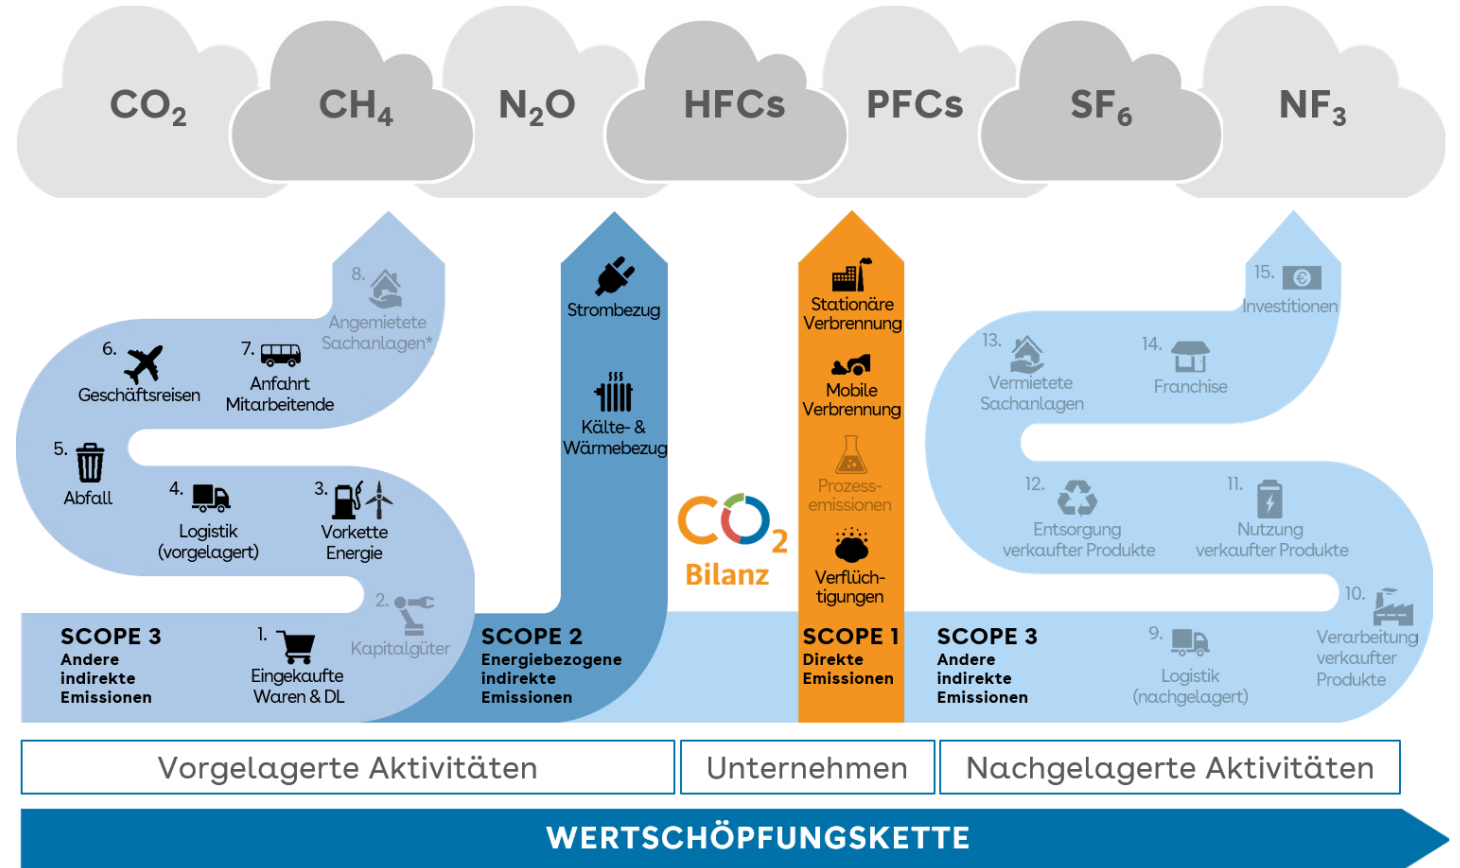 CO₂
CH₄
N₂O
HFCs
PFCs
SF₆
NF₃
8.
Angemietete
Sachanlagen*
6.
Geschäftsreisen
7.
Anfahrt
Mitarbeitende
5.
Abfall
4.
Logistik
(vorgelagert)
3.
Vorkette
Energie
2.
Kapitalgüter
1.
Eingekaufte
Waren & DL
SCOPE 3
Andere
indirekte
Emissionen
Strombezug
Kälte- &
Wärmebezug
SCOPE 2
Energiebezogene
indirekte
Emissionen
CO₂
Bilanz
Stationäre
Verbrennung
Mobile
Verbrennung
Prozess-
emissionen
Verflüch-
tigungen
SCOPE 1
Direkte
Emissionen
15.
Investitionen
13.
Vermietete
Sachanlagen
14.
Franchise
12.
Entsorgung
verkaufter Produkte
11.
Nutzung
verkaufter Produkte
10.
Verarbeitung
verkaufter
Produkte
9.
Logistik
(nachgelagert)
SCOPE 3
Andere
indirekte
Emissionen
Vorgelagerte Aktivitäten
Unternehmen
Nachgelagerte Aktivitäten
WERTSCHÖPFUNGSKETTE